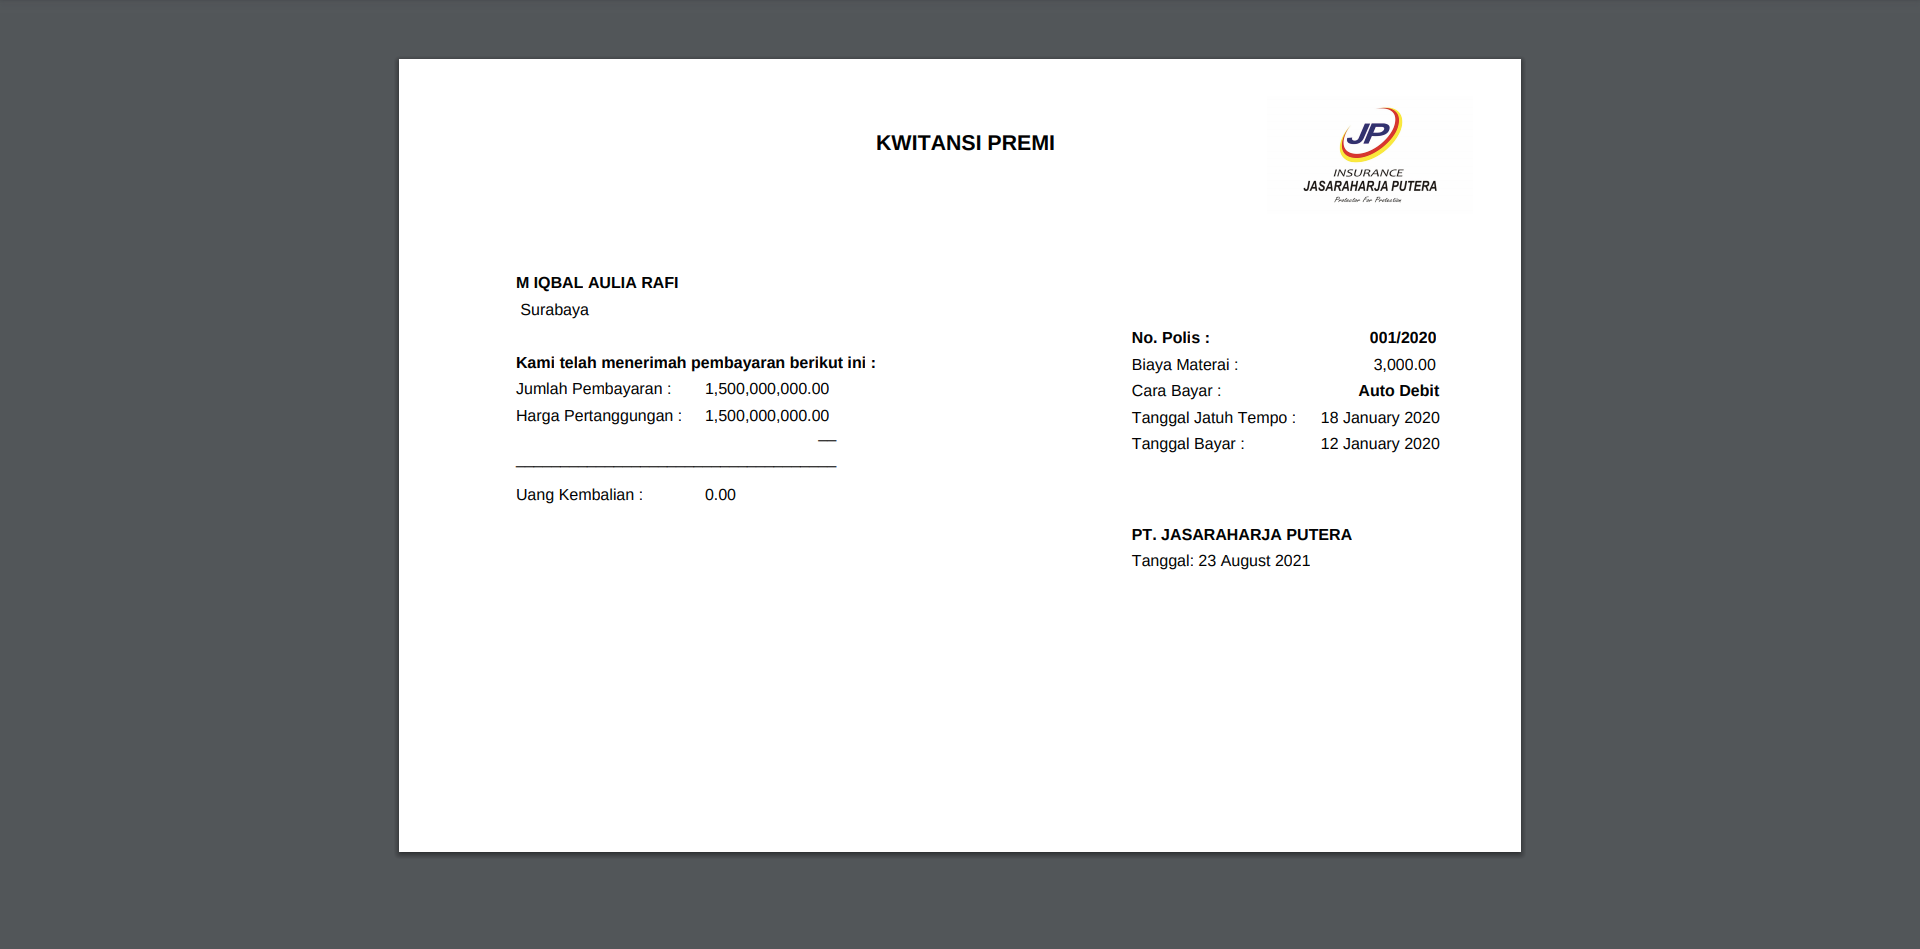 KWITANSI PREMI
JP
INSURANCE
JASARAHARJA PUTERA
Protector For Protection
M IQBAL AULIA RAFI
Surabaya
Kami telah menerimah pembayaran berikut ini :
Jumlah Pembayaran : 1,500,000,000.00
Harga Pertanggungan : 1,500,000,000.00
Uang Kembalian : 0.00
No. Polis : 001/2020
Biaya Materai : 3,000.00
Cara Bayar : Auto Debit
Tanggal Jatuh Tempo : 18 January 2020
Tanggal Bayar : 12 January 2020
PT. JASARAHARJA PUTERA
Tanggal: 23 August 2021